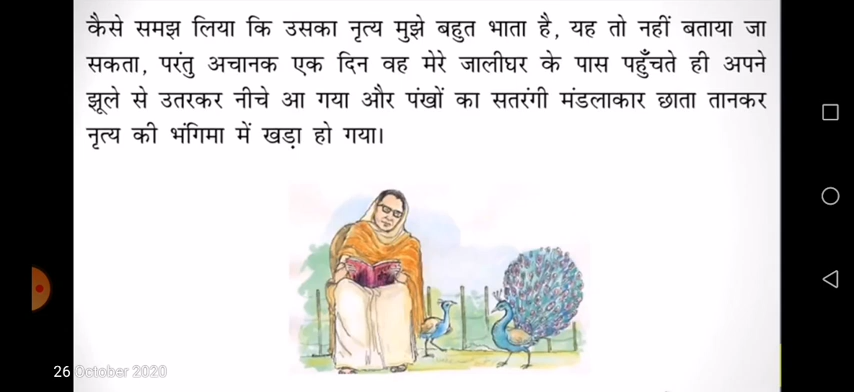 कैसे समझ लिया कि उसका नृत्य मुझे बहुत भाता है, यह तो नहीं बताया जा
सकता, परंतु अचानक एक दिन वह मेरे जालीघर के पास पहुँचते ही अपने
झूले से उतरकर नीचे आ गया और पंखों का सतरंगी मंडलाकार छाता तानकर
नृत्य की भंगिमा में खड़ा हो गया।
26 October 2020